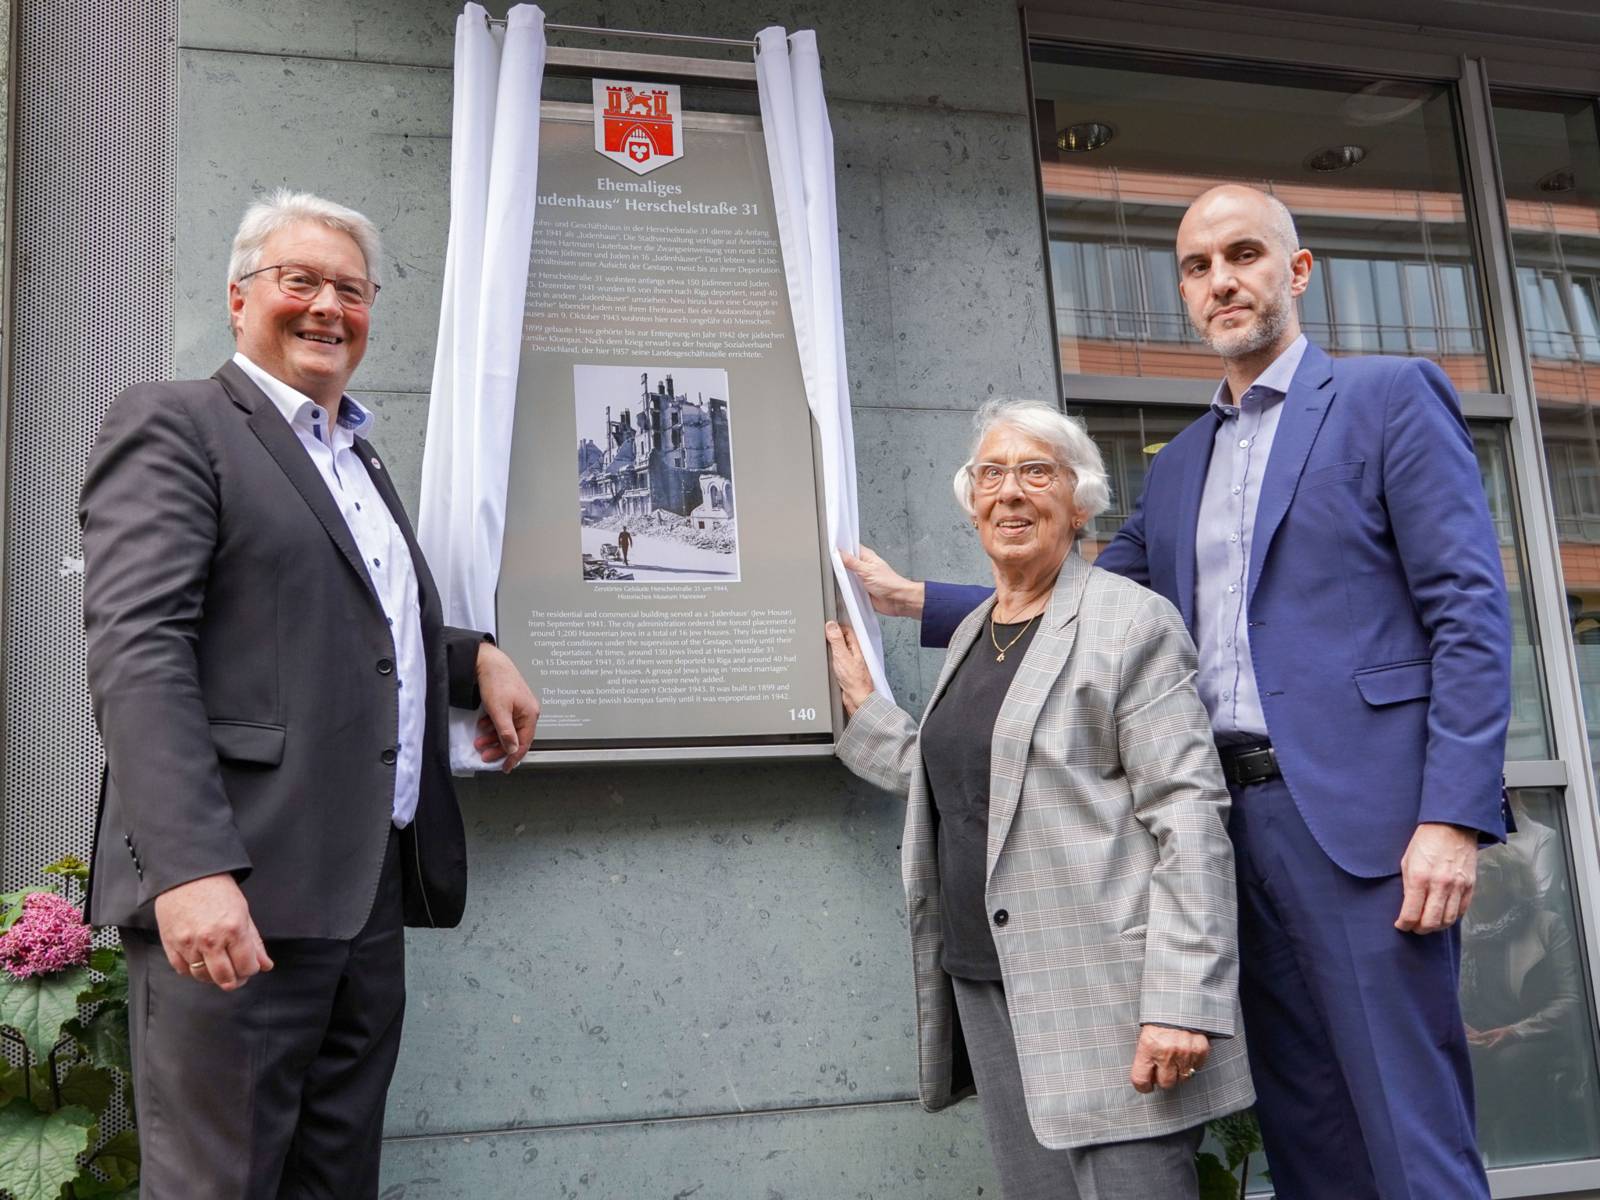 Ehemaliges
Judenhaus“ Herschelstraße 31
Wohn- und Geschäftshaus in der Herschelstraße 31 diente ab Anfang
1941 als „Judenhaus“. Die Stadtverwaltung verfügte auf Anordnung
Hartmann Lauterbacher die Zwangseinweisung von rund 1.200
Jüdinnen und Juden in 16 „Judenhäuser“. Dort lebten sie in be-
Verhältnissen unter Aufsicht der Gestapo, meist bis zu ihrer Deportation.
der Herschelstraße 31 wohnten anfangs etwa 150 Jüdinnen und Juden.
15. Dezember 1941 wurden 85 von ihnen nach Riga deportiert, rund 40
in andere „Judenhäuser“ umziehen. Neu hinzu kam eine Gruppe in
lebender Juden mit ihren Ehefrauen. Bei der Ausbombung des
Hauses am 9. Oktober 1943 wohnten hier noch ungefähr 60 Menschen.
1899 gebaute Haus gehörte bis zur Enteignung im Jahr 1942 der jüdischen
Familie Klompus. Nach dem Krieg erwarb es der heutige Sozialverband
Deutschland, der hier 1957 seine Landesgeschäftsstelle errichtete.
Zerstörtes Gebäude Herschelstraße 31 um 1944,
Historisches Museum Hannover
The residential and commercial building served as a 'Judenhaus' (Jew House)
from September 1941. The city administration ordered the forced placement of
around 1,200 Hanoverian Jews in a total of 16 Jew Houses. They lived there in
cramped conditions under the supervision of the Gestapo, mostly until their
deportation. At times, around 150 Jews lived at Herschelstraße 31.
On 15 December 1941, 85 of them were deported to Riga and around 40 had
to move to other Jew Houses. A group of Jews living in 'mixed marriages'
and their wives were newly added.
The house was bombed out on 9 October 1943. It was built in 1899 and
belonged to the Jewish Klompus family until it was expropriated in 1942.
140